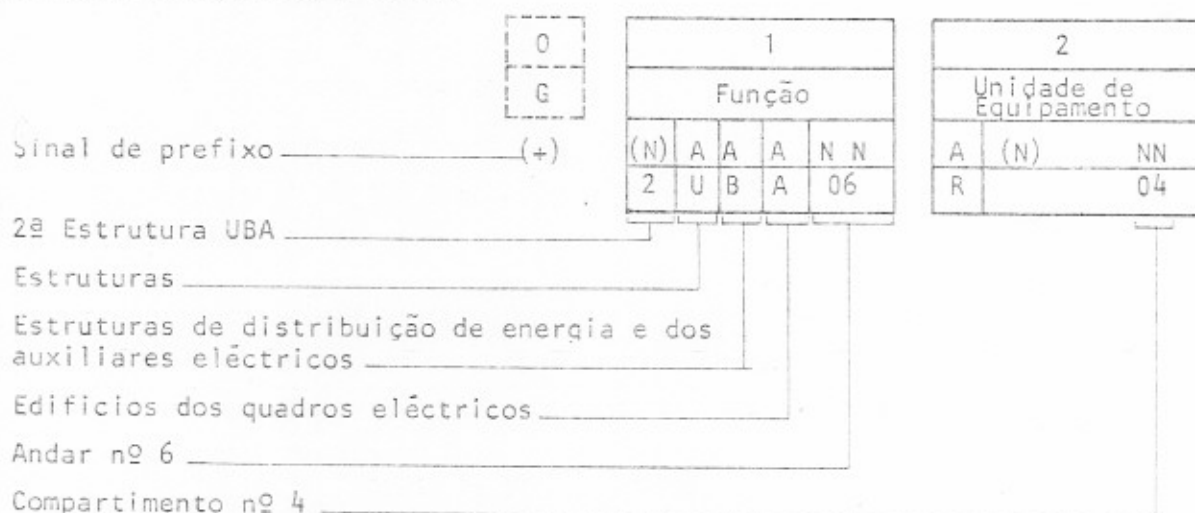 0 1 2
G Função Unidade de Equipamento
Sinal de prefixo (+) (N) A A A N N A (N) NN
2 U B A 06 R 04
2ª Estrutura UBA
Estruturas
Estruturas de distribuição de energia e dos
auxiliares eléctricos
Edificios dos quadros eléctricos
Andar nº 6
Compartimento nº 4